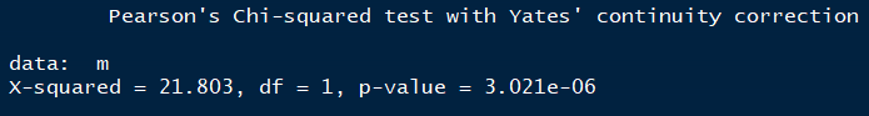 Pearson's Chi-squared test with Yates' continuity correction
data:  m
X-squared = 21.803, df = 1, p-value = 3.021e-06